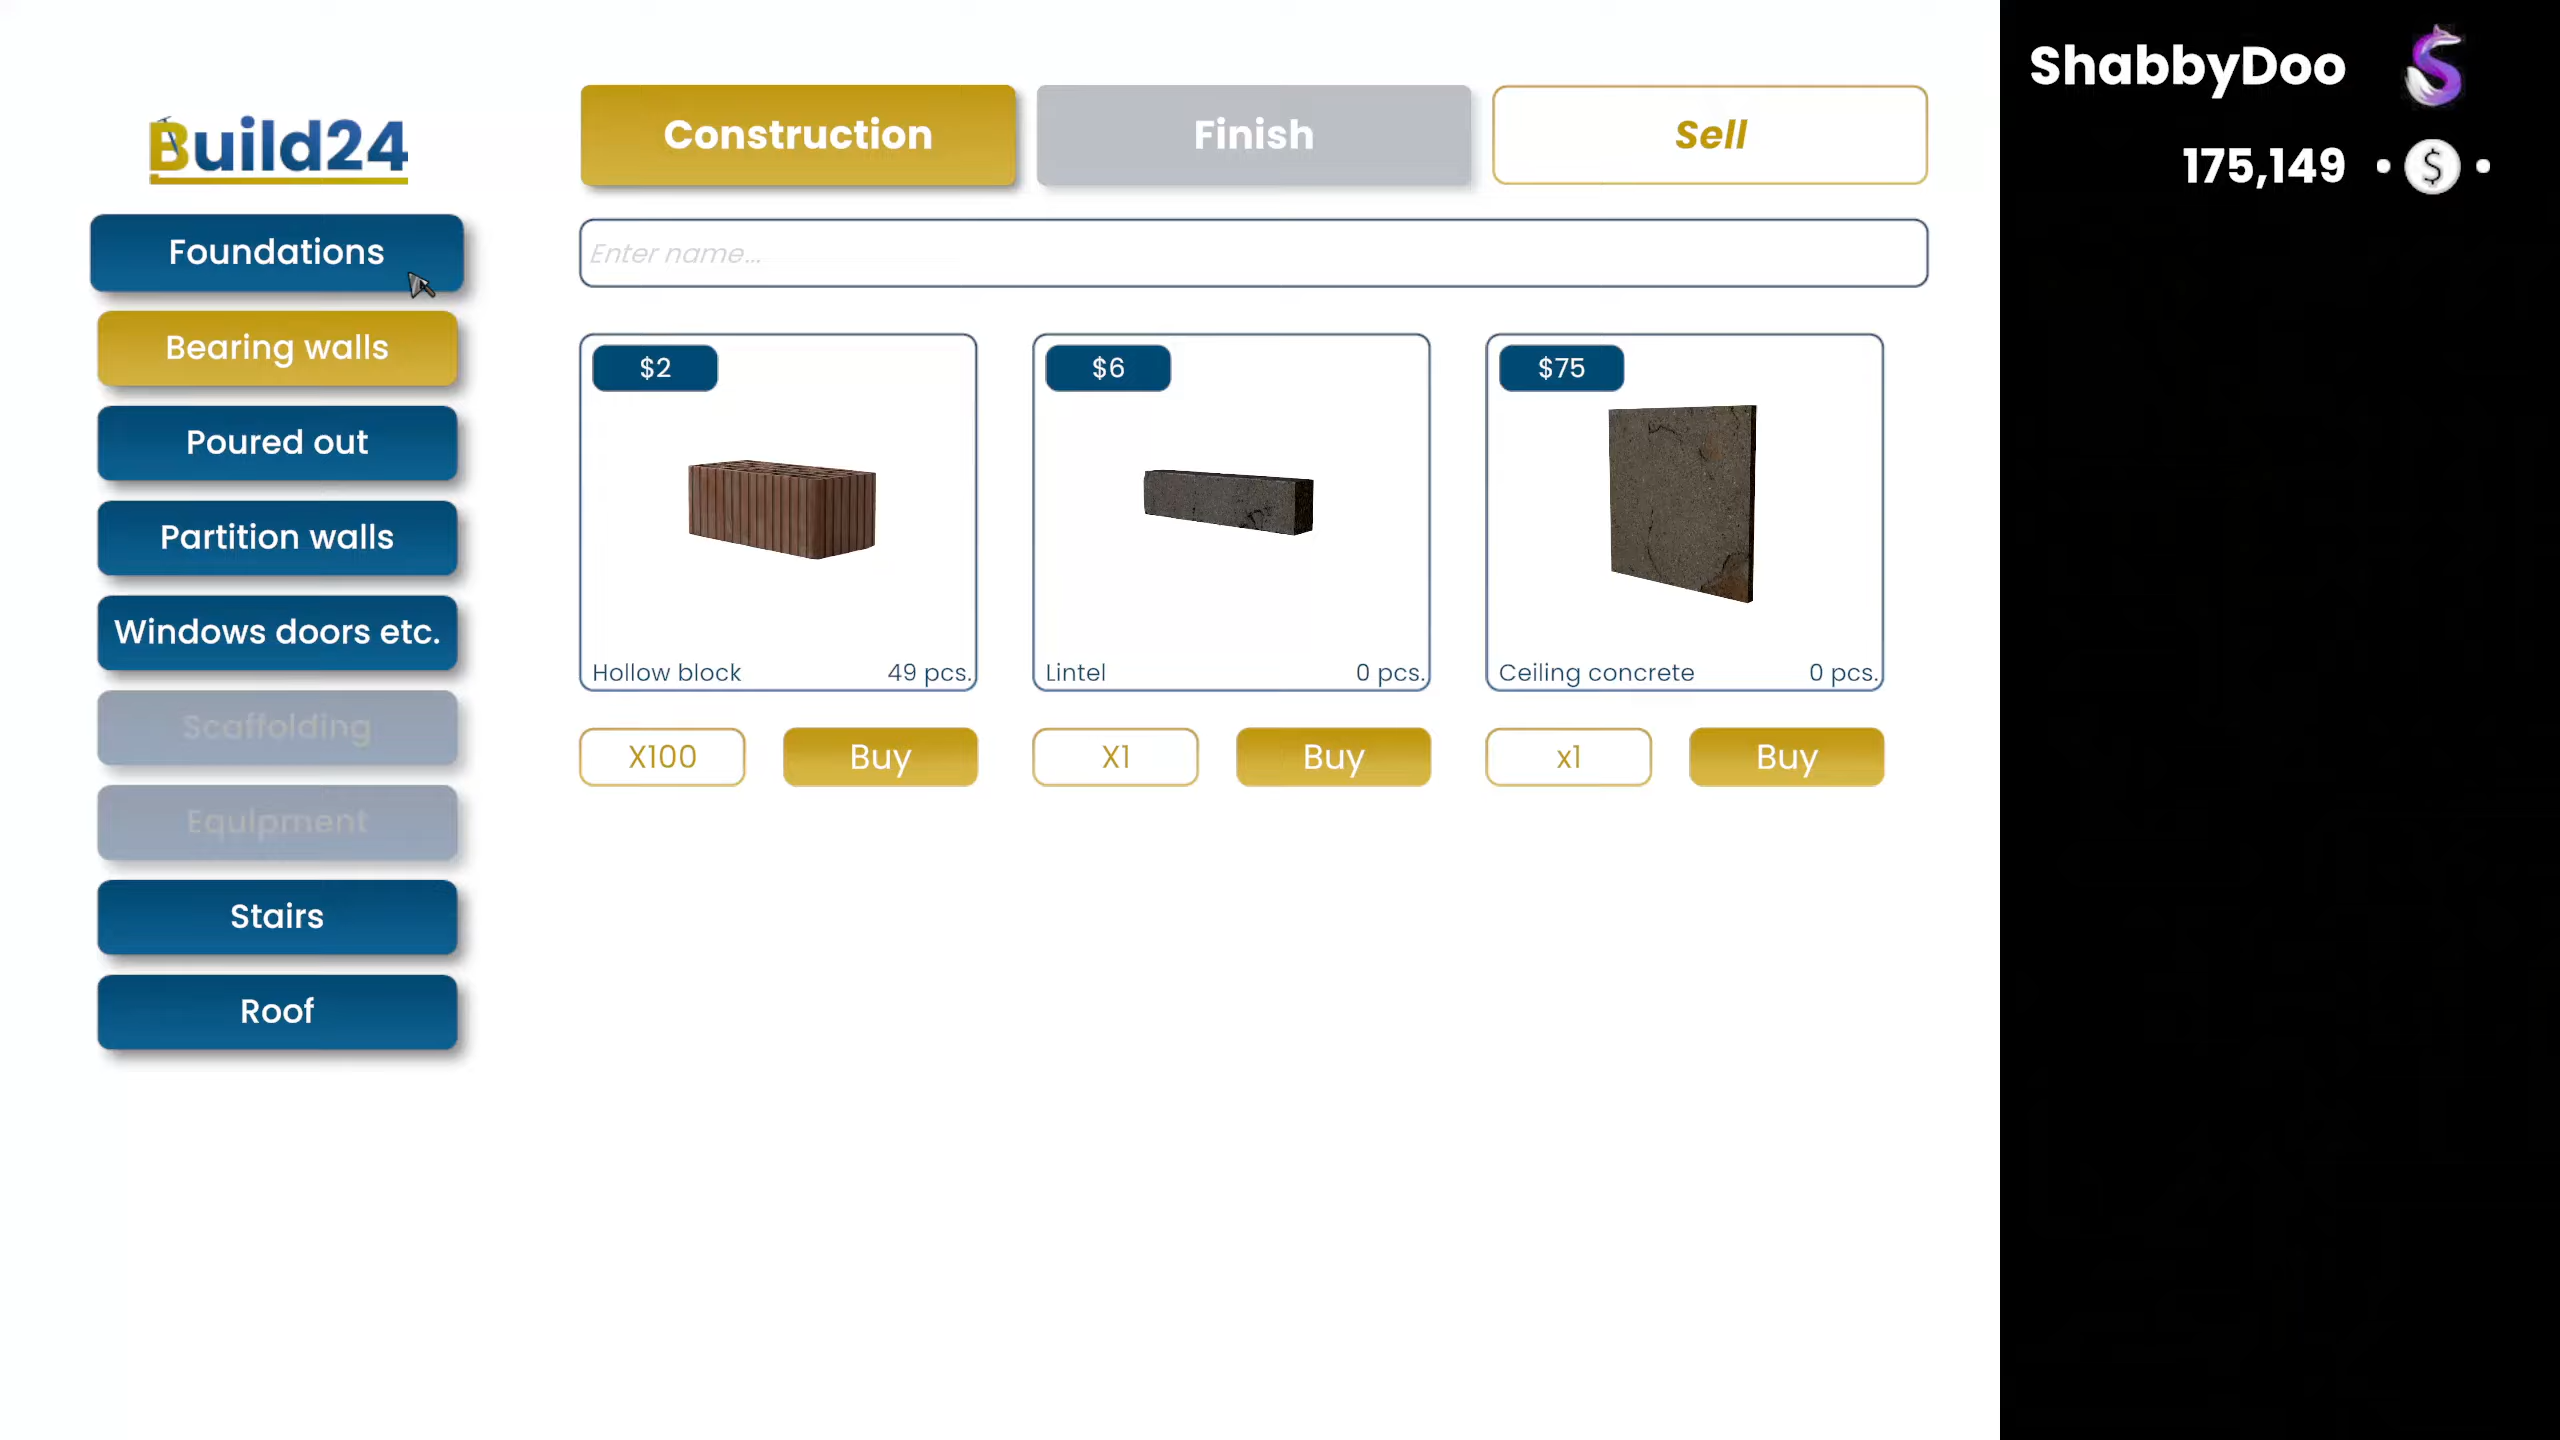 ShabbyDoo
175,149
$
Build24
Construction
Finish
Sell
Enter name...
Foundations
Bearing walls
Poured out
Partition walls
Windows doors etc.
Scaffolding
Equipment
Stairs
Roof
$2
Hollow block 49 pcs.
X100 Buy
$6
Lintel 0 pcs.
X1 Buy
$75
Ceiling concrete 0 pcs.
x1 Buy